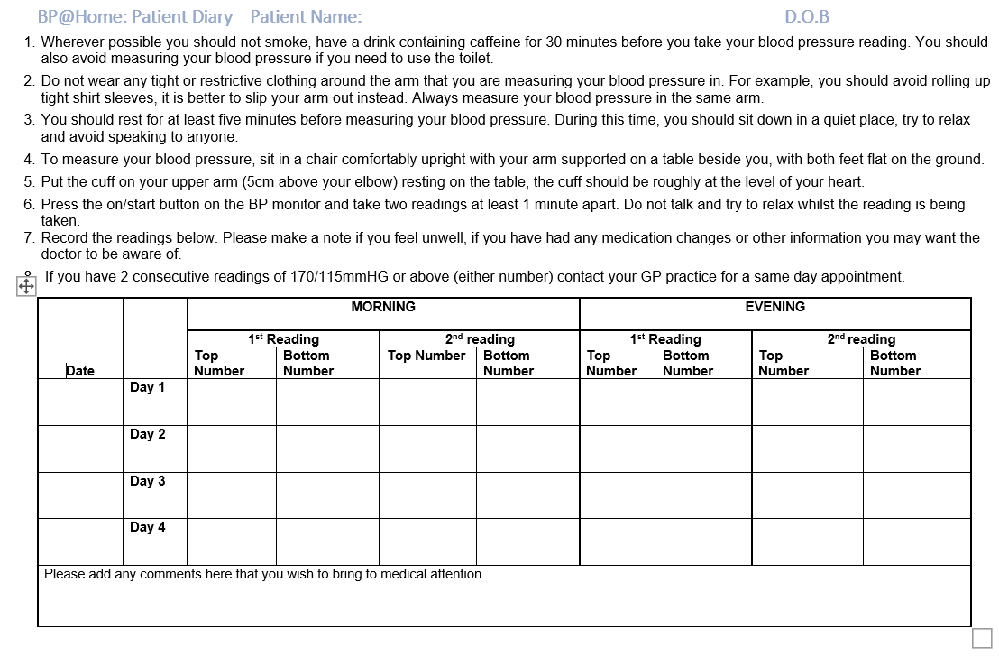 BP@Home: Patient Diary Patient Name: D.O.B
1. Wherever possible you should not smoke, have a drink containing caffeine for 30 minutes before you take your blood pressure reading. You should
also avoid measuring your blood pressure if you need to use the toilet.
2. Do not wear any tight or restrictive clothing around the arm that you are measuring your blood pressure in. For example, you should avoid rolling up
tight shirt sleeves, it is better to slip your arm out instead. Always measure your blood pressure in the same arm.
3. You should rest for at least five minutes before measuring your blood pressure. During this time, you should sit down in a quiet place, try to relax
and avoid speaking to anyone.
4. To measure your blood pressure, sit in a chair comfortably upright with your arm supported on a table beside you, with both feet flat on the ground.
5. Put the cuff on your upper arm (5cm above your elbow) resting on the table, the cuff should be roughly at the level of your heart.
6. Press the on/start button on the BP monitor and take two readings at least 1 minute apart. Do not talk and try to relax whilst the reading is being
taken.
7. Record the readings below. Please make a note if you feel unwell, if you have had any medication changes or other information you may want the
doctor to be aware of.
If you have 2 consecutive readings of 170/115mmHG or above (either number) contact your GP practice for a same day appointment.
MORNING EVENING
1st Reading 2nd reading 1st Reading 2nd reading
Top Bottom Top Number Bottom Top Bottom Top Bottom
Date Number Number Number Number Number Number Number
Day 1
Day 2
Day 3
Day 4
Please add any comments here that you wish to bring to medical attention.